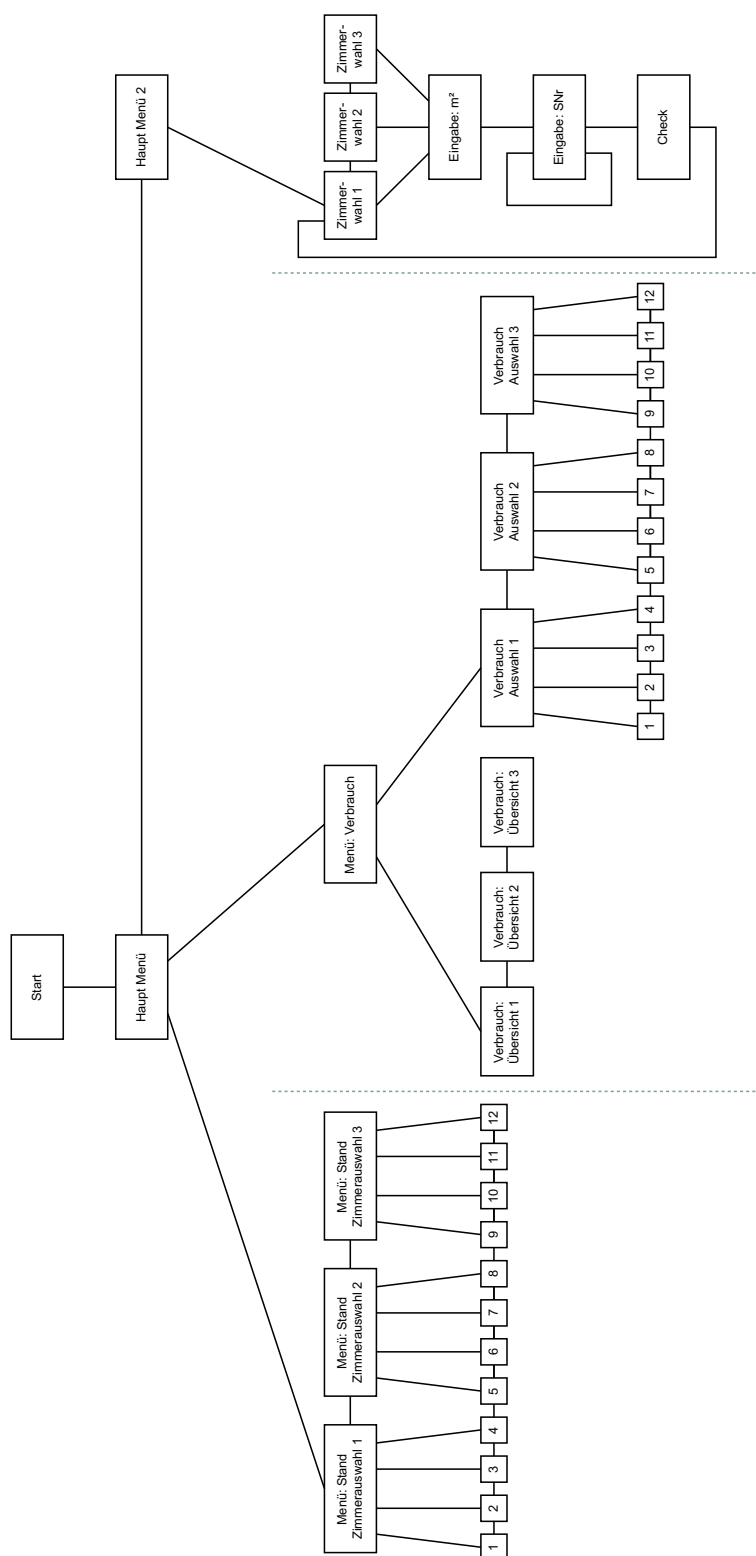 Start
Haupt Menü
Haupt Menü 2
Menü: Stand
Zimmerauswahl 1
Menü: Stand
Zimmerauswahl 2
Menü: Stand
Zimmerauswahl 3
Menü: Verbrauch
Zimmer-
wahl 1
Zimmer-
wahl 2
Zimmer-
wahl 3
Eingabe: m²
1
2
3
4
5
6
7
8
9
10
11
12
Verbrauch:
Übersicht 1
Verbrauch:
Übersicht 2
Verbrauch:
Übersicht 3
Verbrauch
Auswahl 1
Verbrauch
Auswahl 2
Verbrauch
Auswahl 3
Eingabe: SNr
1
2
3
4
5
6
7
8
9
10
11
12
Check